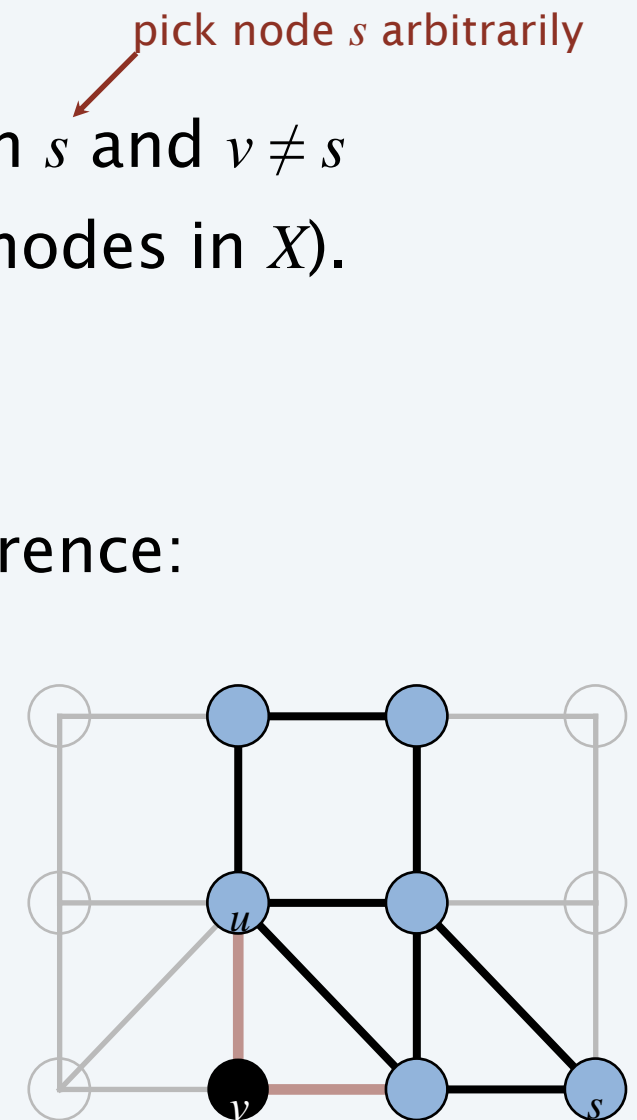 pick node s arbitrarily
s and v ≠ s
nodes in X).
rence:
u
v
s